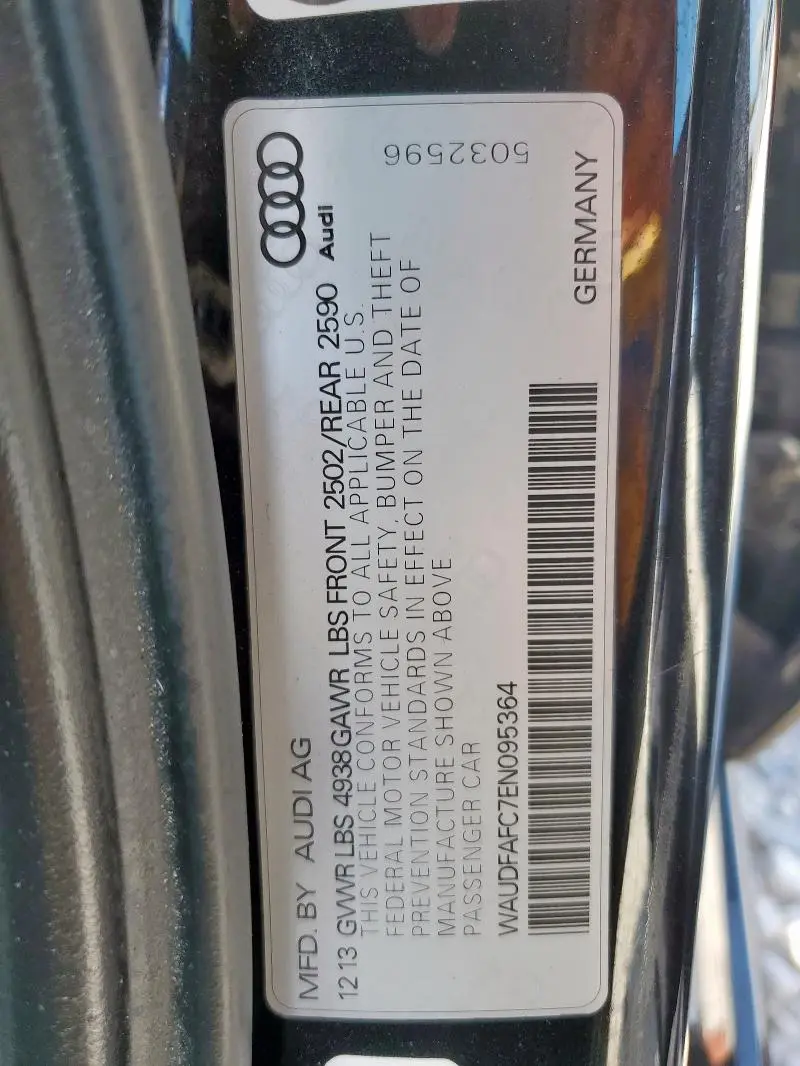 MFD. BY AUDI AG
Audi
12 13 GVWR LBS 4938 GAWR LBS FRONT 2502/REAR 2590
THIS VEHICLE CONFORMS TO ALL APPLICABLE U.S.
FEDERAL MOTOR VEHICLE SAFETY, BUMPER AND THEFT
PREVENTION STANDARDS IN EFFECT ON THE DATE OF
MANUFACTURE SHOWN ABOVE
PASSENGER CAR
5032596
WAUDFAFC7EN095364
GERMANY